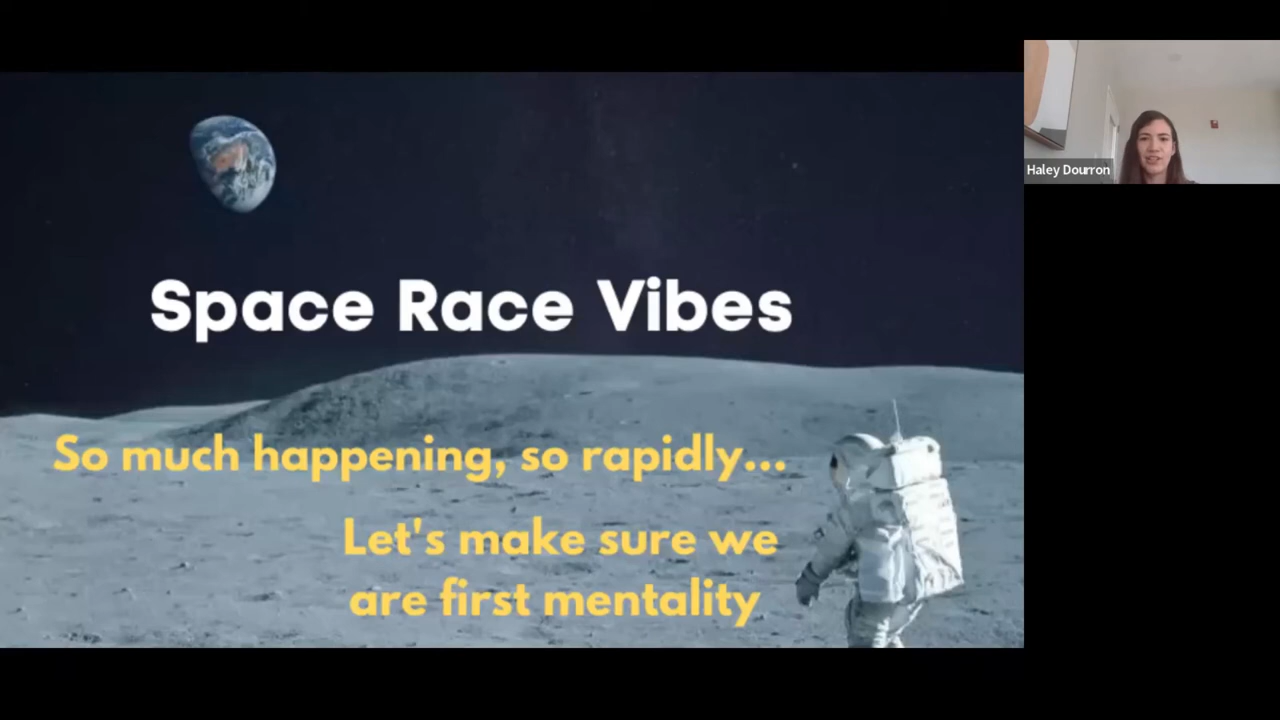 Space Race Vibes
So much happening, so rapidly...
Let's make sure we
are first mentality
Haley Dourron